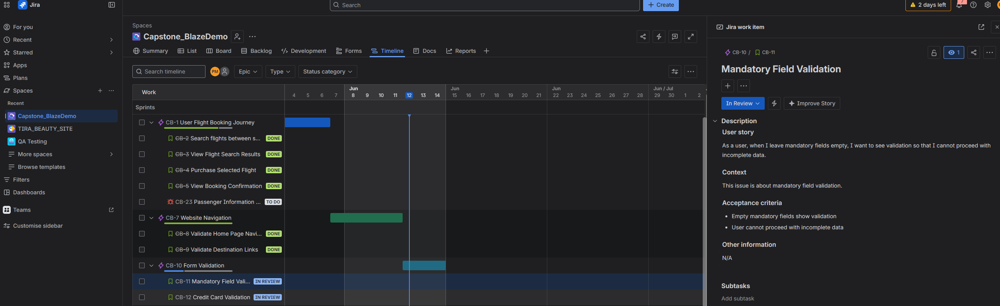 Jira
Search
Create
2 days left
For you
Recent
Starred
Apps
Plans
Spaces
Recent
Capstone_BlazeDemo
TIRA_BEAUTY_SITE
QA Testing
More spaces
Browse templates
Filters
Dashboards
Teams
Customise sidebar
Spaces
Capstone_BlazeDemo
Summary List Board Backlog Development Forms Timeline Docs Reports
Search timeline PM Epic Type Status category
Work
Jun Jun Jun Jun / Jul
4 5 6 7 8 9 10 11 12 13 14 15 16 17 18 19 20 21 22 23 24 25 26 27 28 29 30 1 2
Sprints
CB-1 User Flight Booking Journey
CB-2 Search flights between s... DONE
CB-3 View Flight Search Results DONE
CB-4 Purchase Selected Flight DONE
CB-5 View Booking Confirmation DONE
CB-23 Passenger Information ... TO DO
CB-7 Website Navigation
CB-8 Validate Home Page Navi... DONE
CB-9 Validate Destination Links DONE
CB-10 Form Validation
CB-11 Mandatory Field Vali... IN REVIEW
CB-12 Credit Card Validation IN REVIEW
Jira work item
CB-10 / CB-11
1
Mandatory Field Validation
In Review Improve Story
Description
User story
As a user, when I leave mandatory fields empty, I want to see validation so that I cannot proceed with
incomplete data.
Context
This issue is about mandatory field validation.
Acceptance criteria
• Empty mandatory fields show validation
• User cannot proceed with incomplete data
Other information
N/A
Subtasks
Add subtask